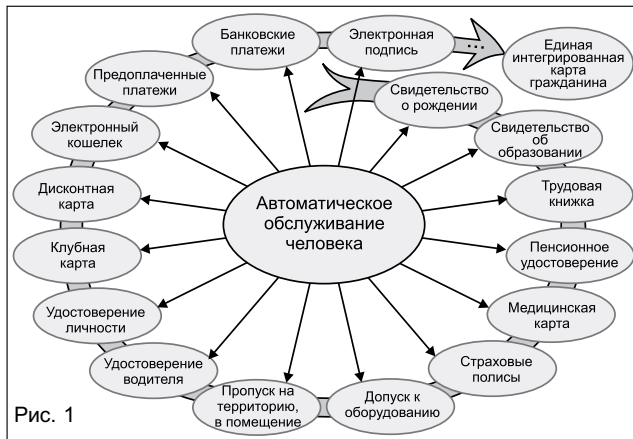 Банковские
платежи
Электронная
подпись
...
Единая
интегрированная
карта
гражданина
Предоплаченные
платежи
Свидетельство
о рождении
Электронный
кошелек
Свидетельство
об
образовании
Дисконтная
карта
Автоматическое
обслуживание
человека
Трудовая
книжка
Клубная
карта
Пенсионное
удостоверение
Удостоверение
личности
Медицинская
карта
Удостоверение
водителя
Страховые
полисы
Пропуск на
территорию,
в помещение
Допуск к
оборудованию
Рис. 1